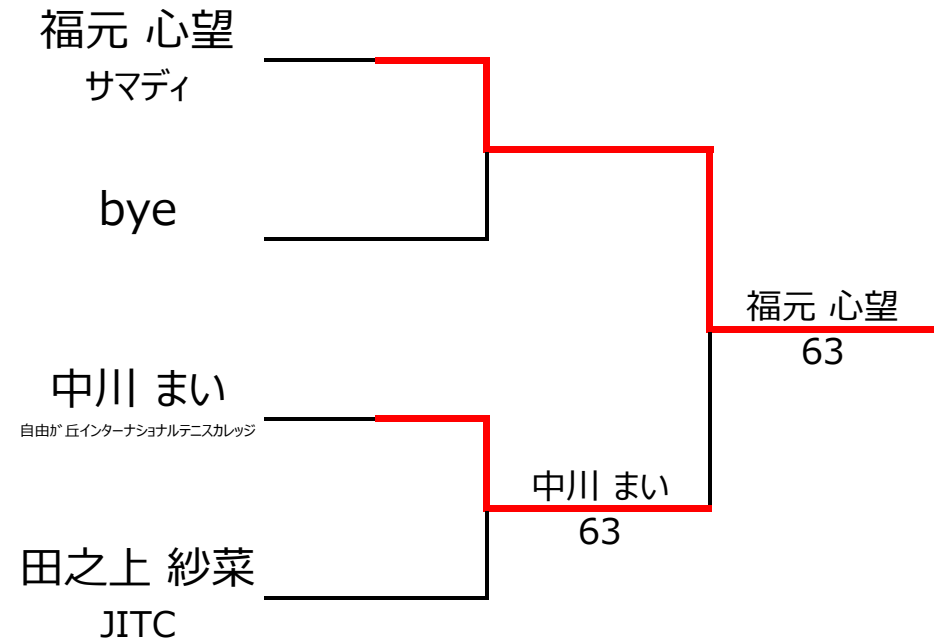 福元 心望
サマディ
bye
福元 心望
63
中川 まい
自由が丘インターナショナルテニスカレッジ
中川 まい
63
田之上 紗菜
JITC